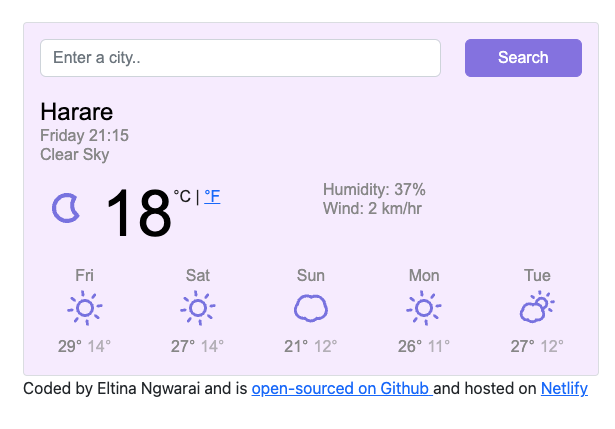 Enter a city..
Search
Harare
Friday 21:15
Clear Sky
18 °C | °F
Humidity: 37%
Wind: 2 km/hr
Fri Sat Sun Mon Tue
29° 14° 27° 14° 21° 12° 26° 11° 27° 12°
Coded by Eltina Ngwarai and is open-sourced on Github and hosted on Netlify